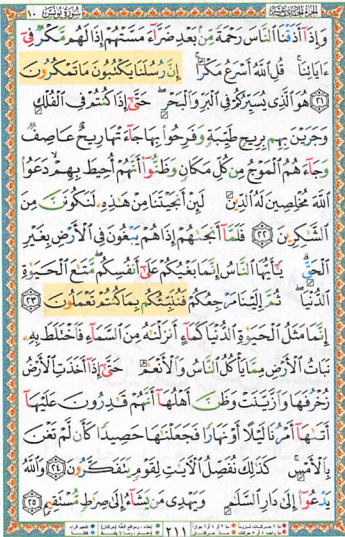 الجزء الحادي عشر ١٠ سورة يونس
وَإِذَآ أَذَقْنَا ٱلنَّاسَ رَحْمَةً مِّنۢ بَعْدِ ضَرَّآءَ مَسَّتْهُمْ إِذَا لَهُم مَّكْرٌ فِىٓ
ءَايَاتِنَا ۚ قُلِ ٱللَّهُ أَسْرَعُ مَكْرًا ۚ إِنَّ رُسُلَنَا يَكْتُبُونَ مَا تَمْكُرُونَ
٢١ هُوَ ٱلَّذِى يُسَيِّرُكُمْ فِى ٱلْبَرِّ وَٱلْبَحْرِ ۖ حَتَّىٰٓ إِذَا كُنتُمْ فِى ٱلْفُلْكِ
وَجَرَيْنَ بِهِم بِرِيحٍ طَيِّبَةٍ وَفَرِحُوا۟ بِهَا جَآءَتْهَا رِيحٌ عَاصِفٌ
وَجَآءَهُمُ ٱلْمَوْجُ مِن كُلِّ مَكَانٍ وَظَنُّوٓا۟ أَنَّهُمْ أُحِيطَ بِهِمْ ۙ دَعَوُا۟
ٱللَّهَ مُخْلِصِينَ لَهُ ٱلدِّينَ لَئِنْ أَنجَيْتَنَا مِنْ هَٰذِهِۦ لَنَكُونَنَّ مِنَ
ٱلشَّٰكِرِينَ ٢٢ فَلَمَّآ أَنجَىٰهُمْ إِذَا هُمْ يَبْغُونَ فِى ٱلْأَرْضِ بِغَيْرِ
ٱلْحَقِّ ۗ يَٰٓأَيُّهَا ٱلنَّاسُ إِنَّمَا بَغْيُكُمْ عَلَىٰٓ أَنفُسِكُم ۖ مَّتَٰعَ ٱلْحَيَوٰةِ
ٱلدُّنْيَا ۖ ثُمَّ إِلَيْنَا مَرْجِعُكُمْ فَنُنَبِّئُكُم بِمَا كُنتُمْ تَعْمَلُونَ ٢٣
إِنَّمَا مَثَلُ ٱلْحَيَوٰةِ ٱلدُّنْيَا كَمَآءٍ أَنزَلْنَٰهُ مِنَ ٱلسَّمَآءِ فَٱخْتَلَطَ بِهِۦ
نَبَاتُ ٱلْأَرْضِ مِمَّا يَأْكُلُ ٱلنَّاسُ وَٱلْأَنْعَٰمُ حَتَّىٰٓ إِذَآ أَخَذَتِ ٱلْأَرْضُ
زُخْرُفَهَا وَٱزَّيَّنَتْ وَظَنَّ أَهْلُهَآ أَنَّهُمْ قَٰدِرُونَ عَلَيْهَآ
أَتَىٰهَآ أَمْرُنَا لَيْلًا أَوْ نَهَارًا فَجَعَلْنَٰهَا حَصِيدًا كَأَن لَّمْ تَغْنَ
بِٱلْأَمْسِ ۚ كَذَٰلِكَ نُفَصِّلُ ٱلْءَايَٰتِ لِقَوْمٍ يَتَفَكَّرُونَ ٢٤ وَٱللَّهُ
يَدْعُوٓا۟ إِلَىٰ دَارِ ٱلسَّلَٰمِ وَيَهْدِى مَن يَشَآءُ إِلَىٰ صِرَٰطٍ مُّسْتَقِيمٍ ٢٥
٢١١